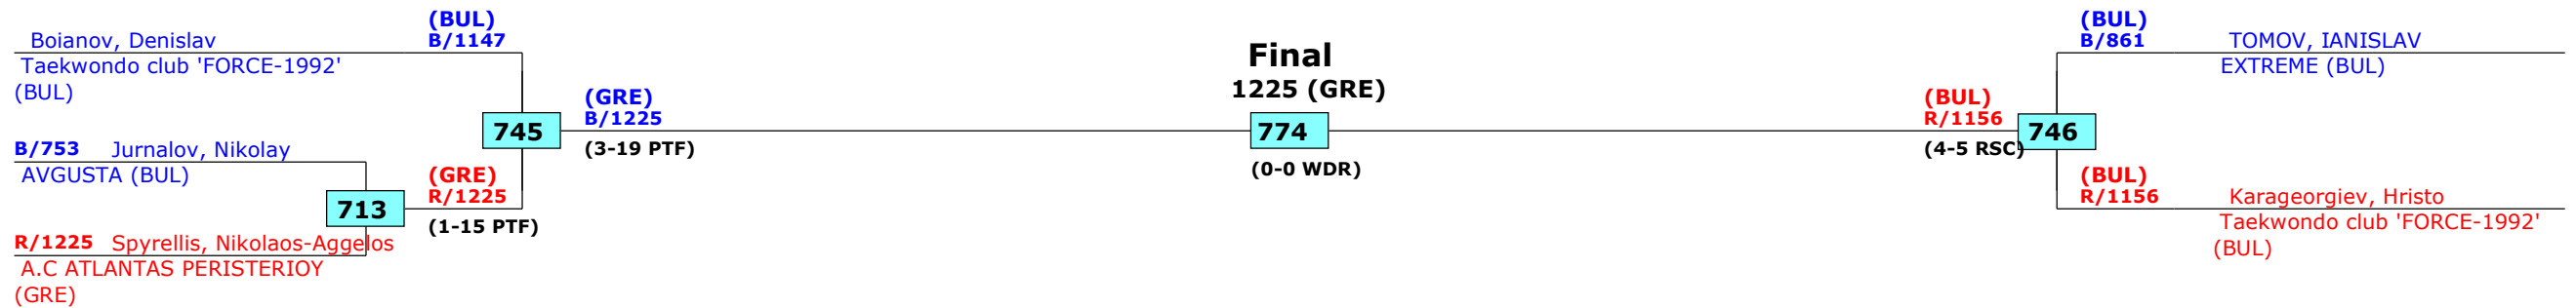 (BUL)
B/1147
Boianov, Denislav
Taekwondo club 'FORCE-1992'
(BUL)
B/753 Jurnalov, Nikolay
AVGUSTA (BUL)
713
R/1225 Spyrellis, Nikolaos-Aggelos
A.C ATLANTAS PERISTERIOY
(GRE)
(GRE)
R/1225
(1-15 PTF)
745
(GRE)
B/1225
(3-19 PTF)
Final
1225 (GRE)
774
(0-0 WDR)
(BUL)
R/1156
(4-5 RSC)
746
(BUL)
B/861
TOMOV, IANISLAV
EXTREME (BUL)
(BUL)
R/1156
Karageorgiev, Hristo
Taekwondo club 'FORCE-1992'
(BUL)